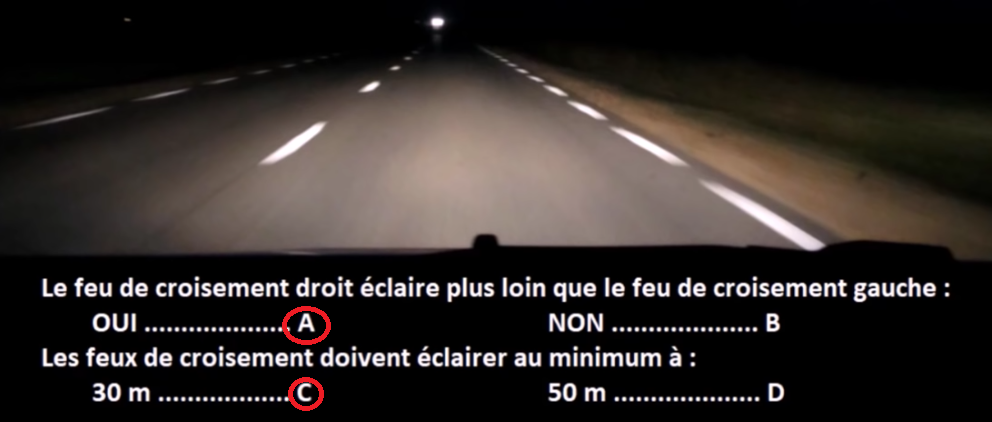 Le feu de croisement droit éclaire plus loin que le feu de croisement gauche :
OUI .................... A NON .................... B
Les feux de croisement doivent éclairer au minimum à :
30 m .................. C 50 m .................... D